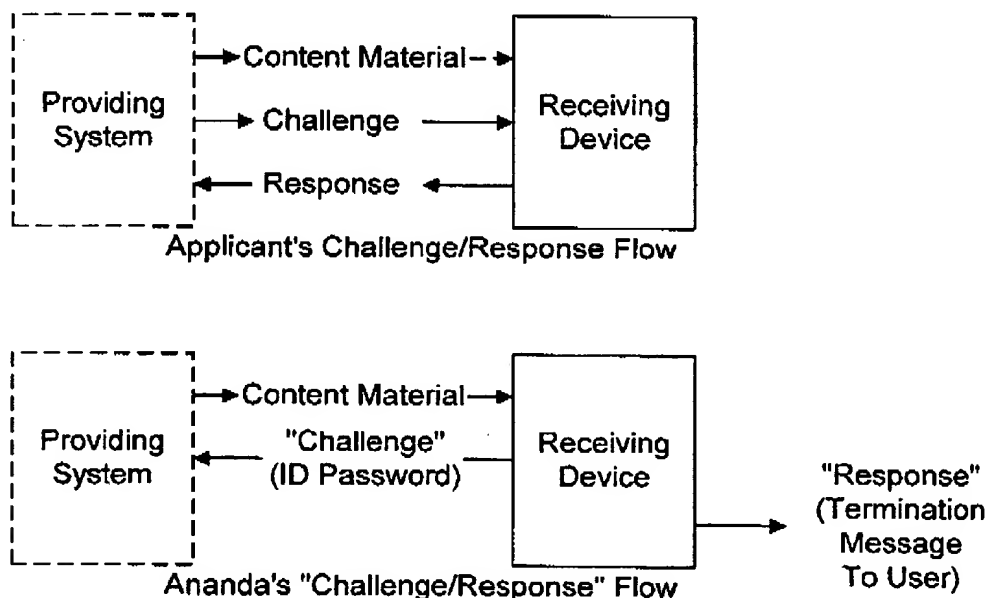 Content Material
Providing System
Challenge
Receiving Device
Response
Applicant's Challenge/Response Flow
Content Material
Providing System
"Challenge"
(ID Password)
Receiving Device
"Response"
(Termination
Message
To User)
Ananda's "Challenge/Response" Flow